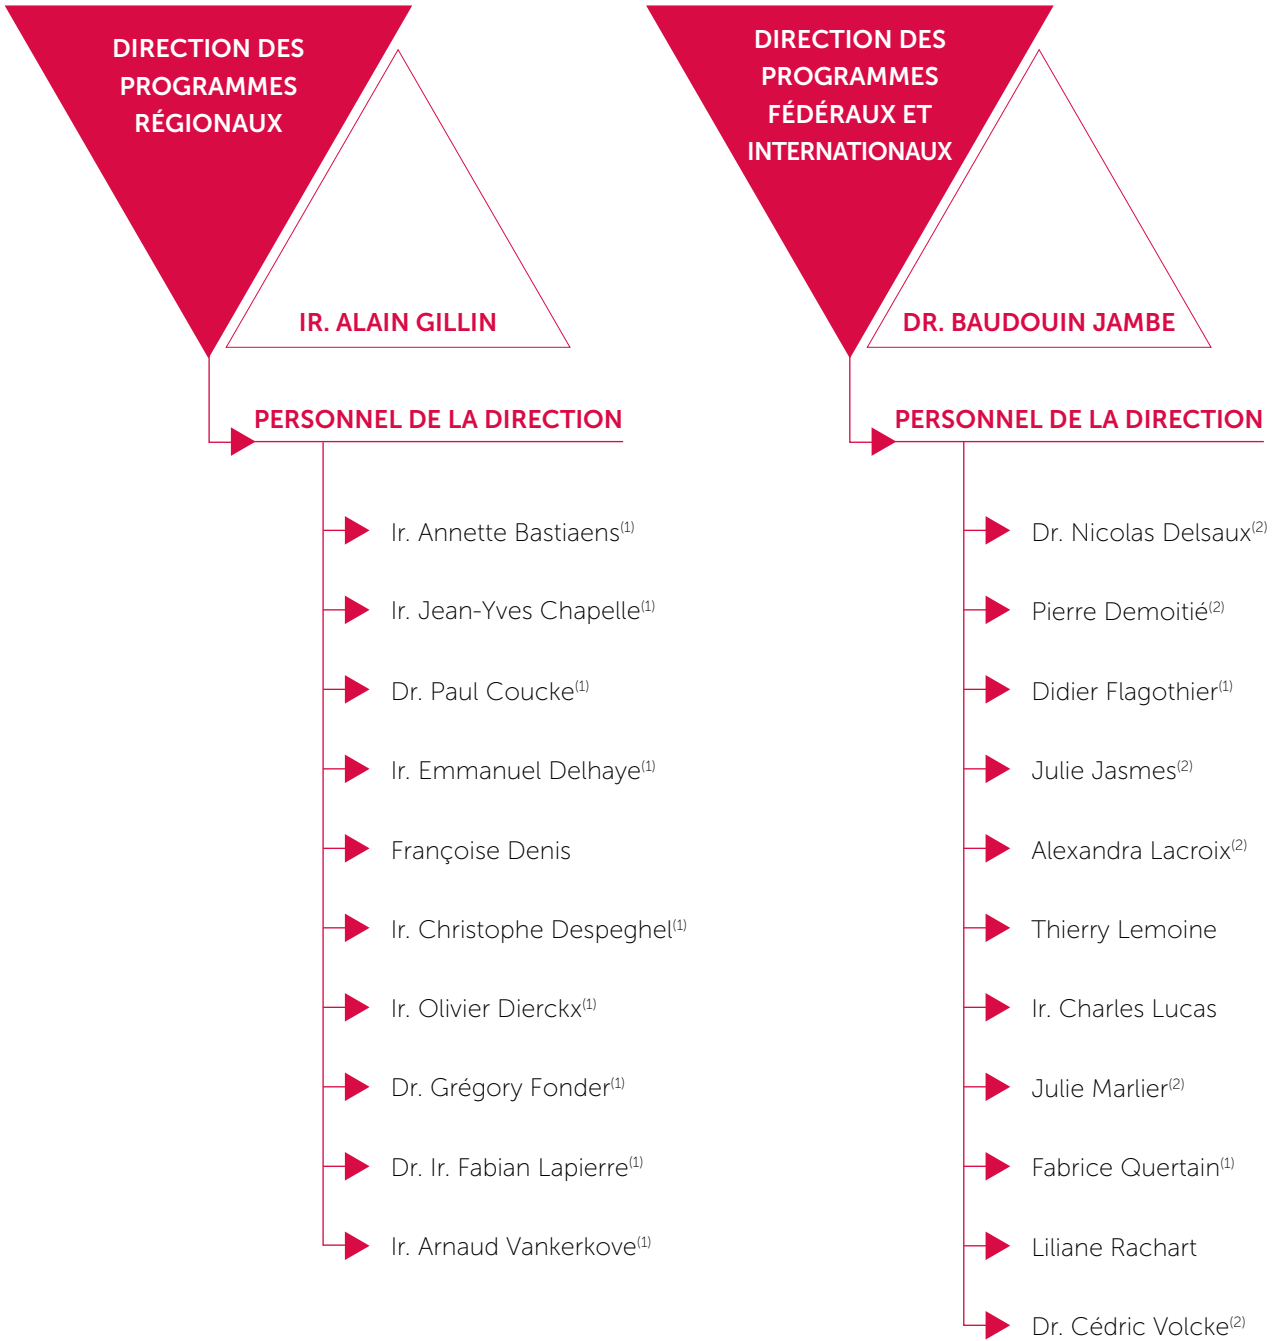 DIRECTION DES
PROGRAMMES
RÉGIONAUX
IR. ALAIN GILLIN
PERSONNEL DE LA DIRECTION
Ir. Annette Bastiaens(1)
Ir. Jean-Yves Chapelle(1)
Dr. Paul Coucke(1)
Ir. Emmanuel Delhaye(1)
Françoise Denis
Ir. Christophe Despeghel(1)
Ir. Olivier Dierckx(1)
Dr. Grégory Fonder(1)
Dr. Ir. Fabian Lapierre(1)
Ir. Arnaud Vankerkove(1)
DIRECTION DES
PROGRAMMES
FÉDÉRAUX ET
INTERNATIONAUX
DR. BAUDOUIN JAMBE
PERSONNEL DE LA DIRECTION
Dr. Nicolas Delsaux(2)
Pierre Demoitié(2)
Didier Flagothier(1)
Julie Jasmes(2)
Alexandra Lacroix(2)
Thierry Lemoine
Ir. Charles Lucas
Julie Marlier(2)
Fabrice Quertain(1)
Liliane Rachart
Dr. Cédric Volcke(2)